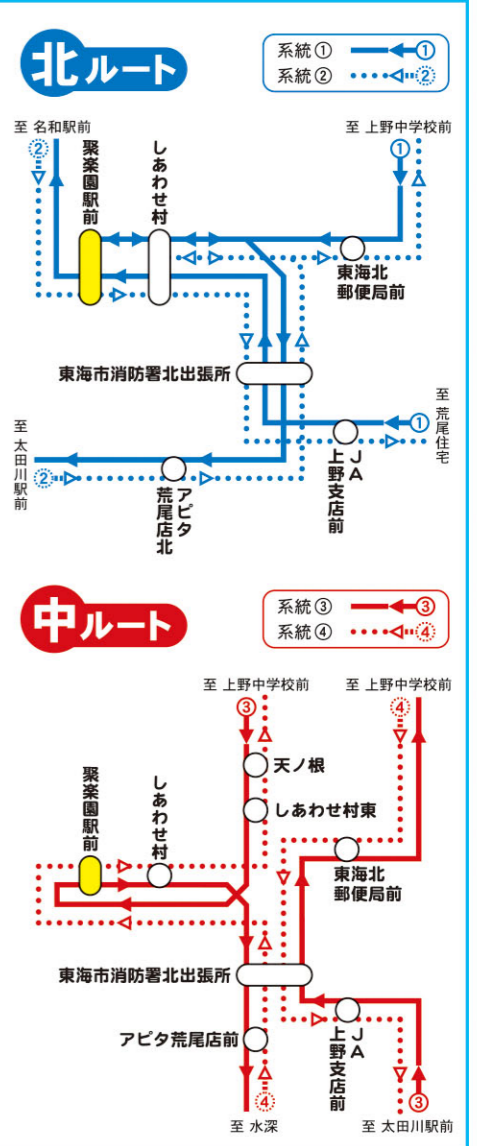 北ルート
系統① ①
系統② ②
至 名和駅前
至 上野中学校前
②
①
聚楽園駅前
しあわせ村
東海北
郵便局前
東海市消防署北出張所
至 荒尾住宅
①
至 太田川駅前
②
JA
上野支店前
アピタ
荒尾店北
中ルート
系統③ ③
系統④ ④
至 上野中学校前
至 上野中学校前
③
④
天ノ根
聚楽園駅前
しあわせ村
しあわせ村東
東海北
郵便局前
東海市消防署北出張所
アピタ荒尾店前
JA
上野支店前
④
③
至 水深
至 太田川駅前